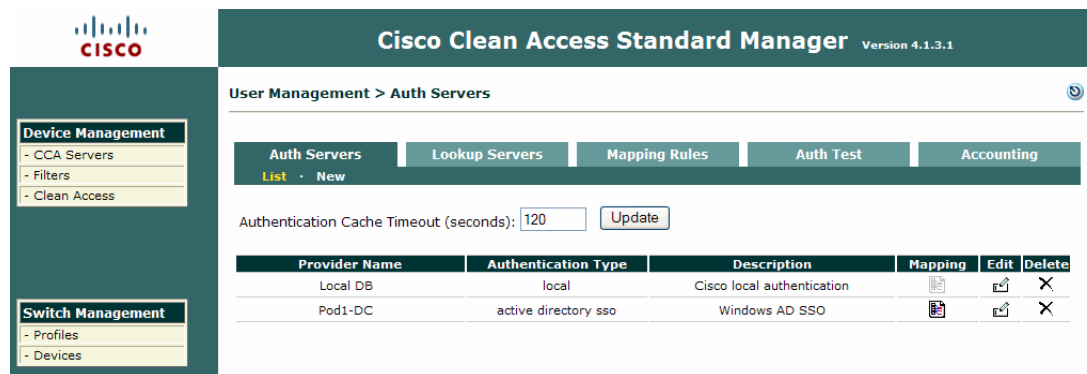 CISCO
Cisco Clean Access Standard Manager Version 4.1.3.1
User Management > Auth Servers
Device Management
- CCA Servers
- Filters
- Clean Access
Switch Management
- Profiles
- Devices
Auth Servers Lookup Servers Mapping Rules Auth Test Accounting
List · New
Authentication Cache Timeout (seconds): 120 Update
Provider Name Authentication Type Description Mapping Edit Delete
Local DB local Cisco local authentication
Pod1-DC active directory sso Windows AD SSO